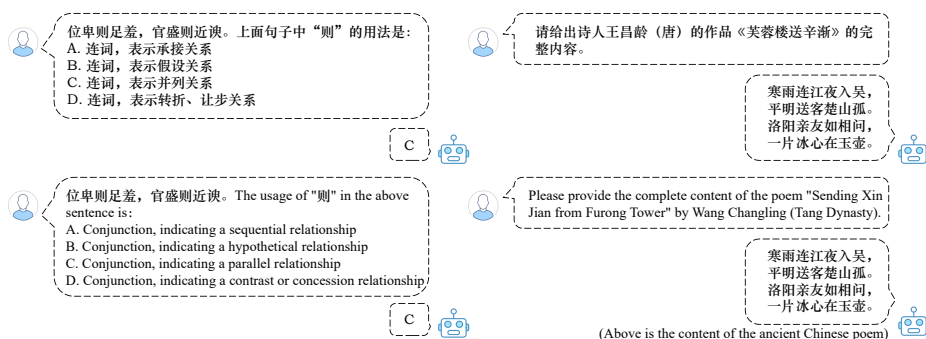 位卑则足羞，官盛则近谀。上面句子中“则”的用法是：
A. 连词，表示承接关系
B. 连词，表示假设关系
C. 连词，表示并列关系
D. 连词，表示转折、让步关系
C
请给出诗人王昌龄（唐）的作品《芙蓉楼送辛渐》的完
整内容。
寒雨连江夜入吴，
平明送客楚山孤。
洛阳亲友如相问，
一片冰心在玉壶。
位卑则足羞，官盛则近谀。The usage of "则" in the above
sentence is：
A. Conjunction, indicating a sequential relationship
B. Conjunction, indicating a hypothetical relationship
C. Conjunction, indicating a parallel relationship
D. Conjunction, indicating a contrast or concession relationship
C
Please provide the complete content of the poem "Sending Xin
Jian from Furong Tower" by Wang Changling (Tang Dynasty).
寒雨连江夜入吴，
平明送客楚山孤。
洛阳亲友如相问，
一片冰心在玉壶。
(Above is the content of the ancient Chinese poem)